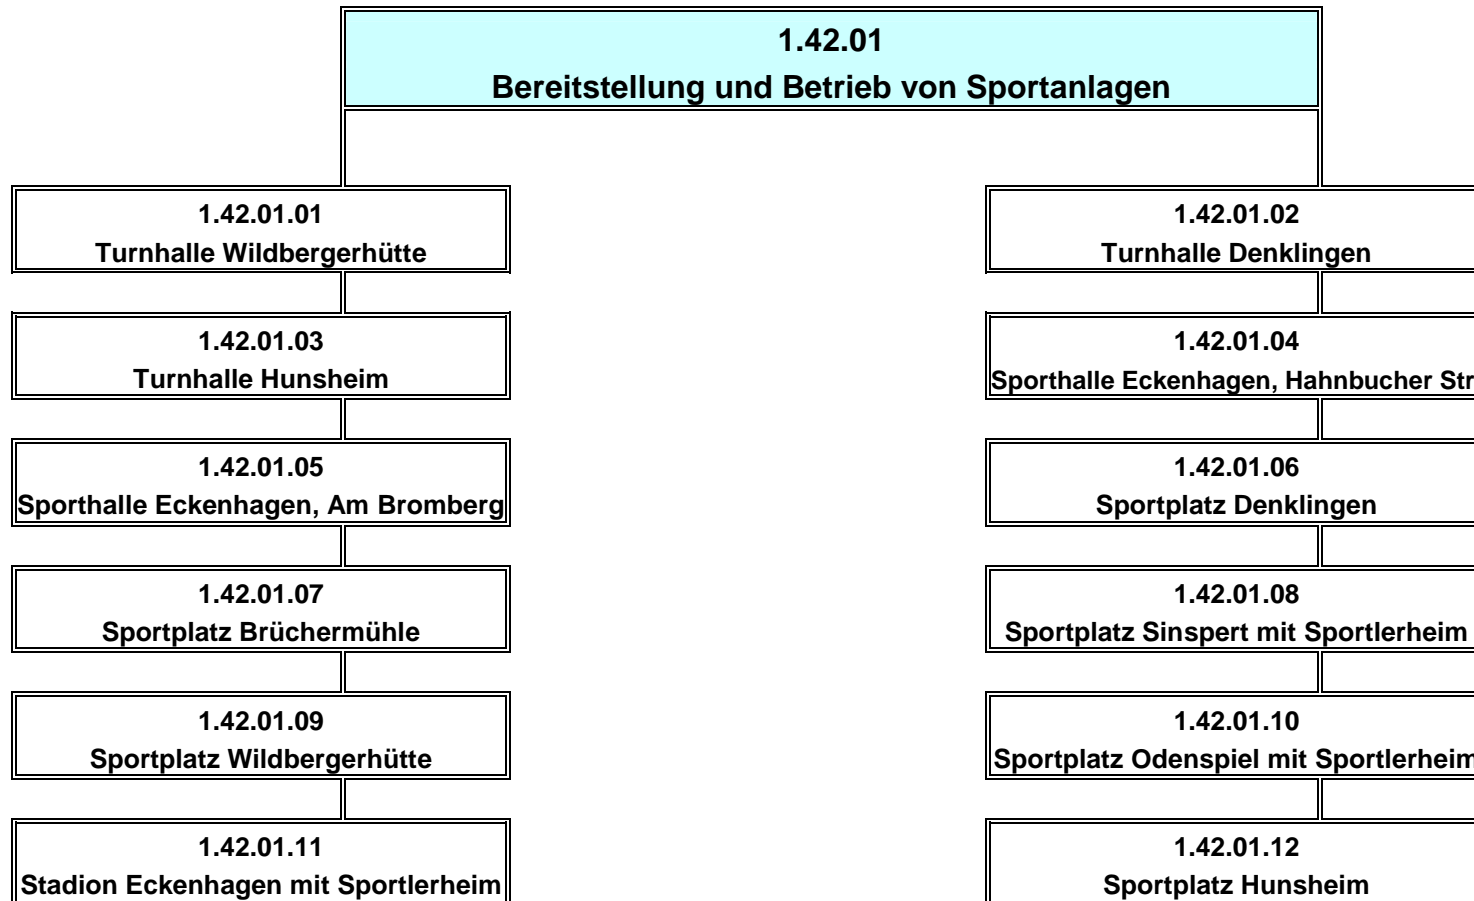 1.42.01
Bereitstellung und Betrieb von Sportanlagen
1.42.01.01
Turnhalle Wildbergerhütte
1.42.01.02
Turnhalle Denklingen
1.42.01.03
Turnhalle Hunsheim
1.42.01.04
Sporthalle Eckenhagen, Hahnbucher Str
1.42.01.05
Sporthalle Eckenhagen, Am Bromberg
1.42.01.06
Sportplatz Denklingen
1.42.01.07
Sportplatz Brüchermühle
1.42.01.08
Sportplatz Sinspert mit Sportlerheim
1.42.01.09
Sportplatz Wildbergerhütte
1.42.01.10
Sportplatz Odenspiel mit Sportlerheim
1.42.01.11
Stadion Eckenhagen mit Sportlerheim
1.42.01.12
Sportplatz Hunsheim